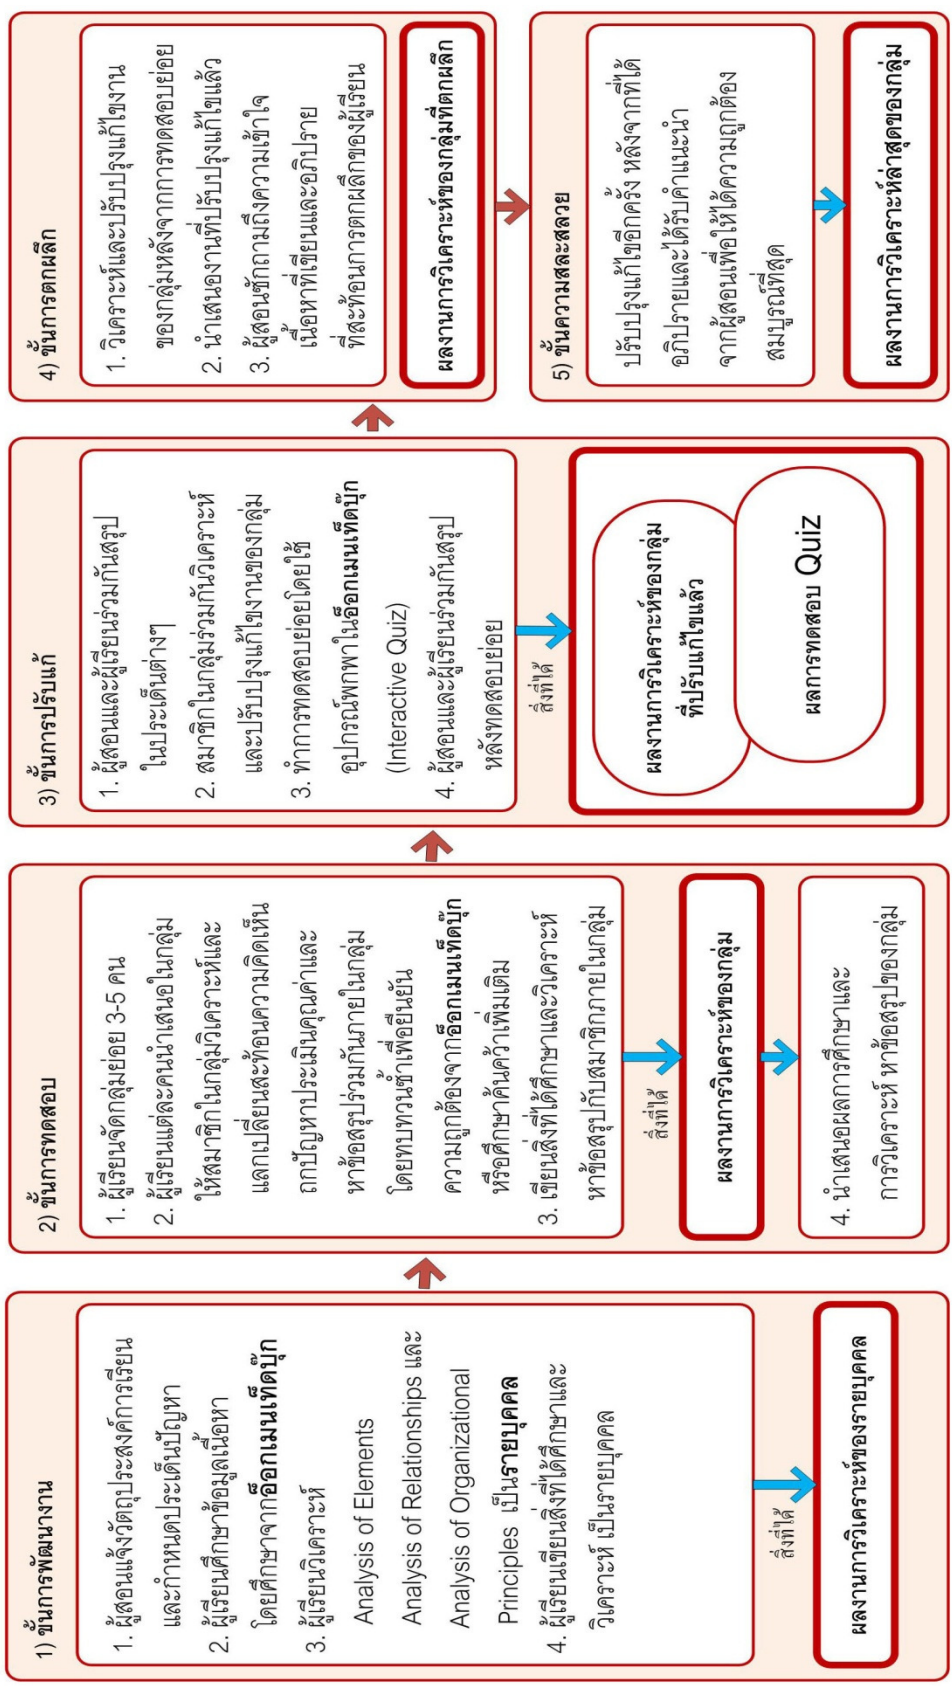 1) ขั้นการพัฒนางาน
1. ผู้สอนแจ้งวัตถุประสงค์การเรียน
และกำหนดประเด็นปัญหา
2. ผู้เรียนศึกษาข้อมูลเนื้อหา
โดยศึกษาจากอ็อกเมนเท็ดบุ๊ก
3. ผู้เรียนวิเคราะห์
Analysis of Elements
Analysis of Relationships และ
Analysis of Organizational
Principles เป็นรายบุคคล
4. ผู้เรียนเขียนสิ่งที่ได้ศึกษาและ
วิเคราะห์ เป็นรายบุคคล
สิ่งที่ได้
ผลงานการวิเคราะห์ของรายบุคคล
2) ขั้นการทดสอบ
1. ผู้เรียนจัดกลุ่มย่อย 3-5 คน
2. ผู้เรียนแต่ละคนนำเสนอในกลุ่ม
ให้สมาชิกในกลุ่มวิเคราะห์และ
แลกเปลี่ยนสะท้อนความคิดเห็น
ถกปัญหาประเมินคุณค่าและ
หาข้อสรุปร่วมกันภายในกลุ่ม
โดยทบทวนซ้ำเพื่อยืนยัน
ความถูกต้องจากอ็อกเมนเท็ดบุ๊ก
หรือศึกษาค้นคว้าเพิ่มเติม
3. เขียนสิ่งที่ได้ศึกษาและวิเคราะห์
หาข้อสรุปกับสมาชิกภายในกลุ่ม
สิ่งที่ได้
ผลงานการวิเคราะห์ของกลุ่ม
4. นำเสนอผลการศึกษาและ
การวิเคราะห์ หาข้อสรุปของกลุ่ม
3) ขั้นการปรับแก้
1. ผู้สอนและผู้เรียนร่วมกันสรุป
ในประเด็นต่างๆ
2. สมาชิกในกลุ่มร่วมกันวิเคราะห์
และปรับปรุงแก้ไขงานของกลุ่ม
3. ทำการทดสอบย่อยโดยใช้
อุปกรณ์พกพาในอ็อกเมนเท็ดบุ๊ก
(Interactive Quiz)
4. ผู้สอนและผู้เรียนร่วมกันสรุป
หลังทดสอบย่อย
สิ่งที่ได้
ผลงานการวิเคราะห์ของกลุ่ม
ที่ปรับแก้ไขแล้ว
ผลการทดสอบ Quiz
4) ขั้นการตกผลึก
1. วิเคราะห์และปรับปรุงแก้ไขงาน
ของกลุ่มหลังจากการทดสอบย่อย
2. นำเสนองานที่ปรับปรุงแก้ไขแล้ว
3. ผู้สอนซักถามถึงความเข้าใจ
เนื้อหาที่เขียนและอภิปราย
ที่สะท้อนการตกผลึกของผู้เรียน
ผลงานการวิเคราะห์ของกลุ่มที่ตกผลึก
5) ขั้นความสละสลวย
ปรับปรุงแก้ไขอีกครั้ง หลังจากที่ได้
อภิปรายและได้รับคำแนะนำ
จากผู้สอนเพื่อให้ได้ความถูกต้อง
สมบูรณ์ที่สุด
ผลงานการวิเคราะห์ล่าสุดของกลุ่ม